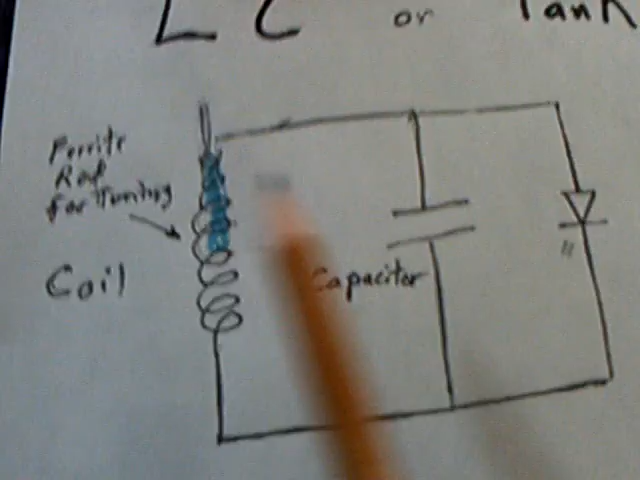 LC or Tank
Ferrite
Rod
For Tuning
Coil
Capacitor